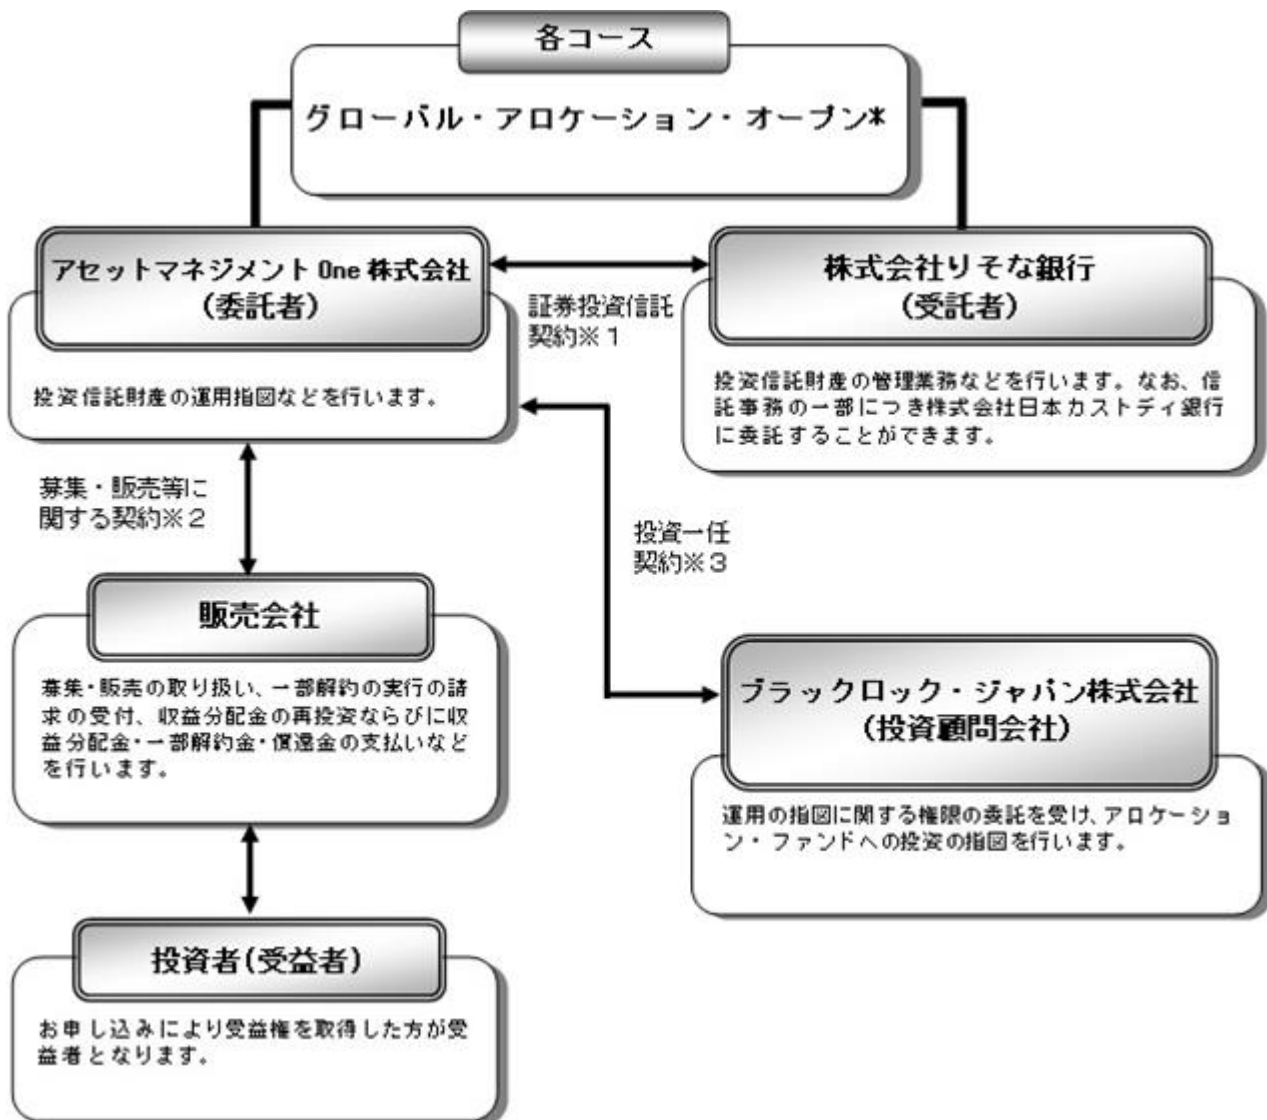 各コース
グローバル・アロケーション・オープン*
アセットマネジメント One 株式会社
(委託者)
投資信託財産の運用指図などを行います。
証券投資信託
契約※１
株式会社りそな銀行
(受託者)
投資信託財産の管理業務などを行います。なお、信
託事務の一部につき株式会社日本カストディ銀行
に委託することができます。
募集・販売等に
関する契約※２
投資一任
契約※３
販売会社
募集・販売の取り扱い、一部解約の実行の請
求の受付、収益分配金の再投資ならびに収
益分配金・一部解約金・償還金の支払いなど
を行います。
ブラックロック・ジャパン株式会社
(投資顧問会社)
運用の指図に関する権限の委託を受け、アロケーショ
ン・ファンドへの投資の指図を行います。
投資者(受益者)
お申し込みにより受益権を取得した方が受
益者となります。